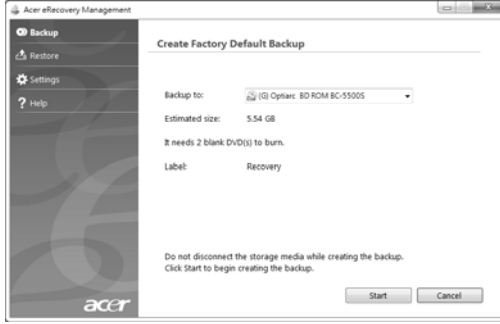 Acer eRecovery Management
Backup
Restore
Settings
? Help
Create Factory Default Backup
Backup to: (G) Optiarc BD ROM BC-5500S
Estimated size: 5.54 GB
It needs 2 blank DVD(s) to burn.
Label: Recovery
Do not disconnect the storage media while creating the backup.
Click Start to begin creating the backup.
Start Cancel
acer